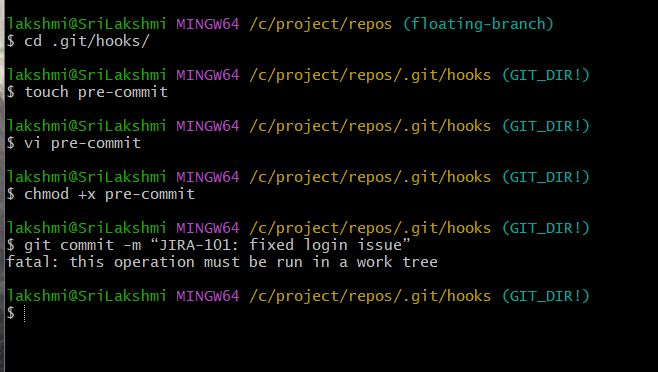 lakshmi@SriLakshmi MINGW64 /c/project/repos (floating-branch)
$ cd .git/hooks/
lakshmi@SriLakshmi MINGW64 /c/project/repos/.git/hooks (GIT_DIR!)
$ touch pre-commit
lakshmi@SriLakshmi MINGW64 /c/project/repos/.git/hooks (GIT_DIR!)
$ vi pre-commit
lakshmi@SriLakshmi MINGW64 /c/project/repos/.git/hooks (GIT_DIR!)
$ chmod +x pre-commit
lakshmi@SriLakshmi MINGW64 /c/project/repos/.git/hooks (GIT_DIR!)
$ git commit -m “JIRA-101: fixed login issue”
fatal: this operation must be run in a work tree
lakshmi@SriLakshmi MINGW64 /c/project/repos/.git/hooks (GIT_DIR!)
$